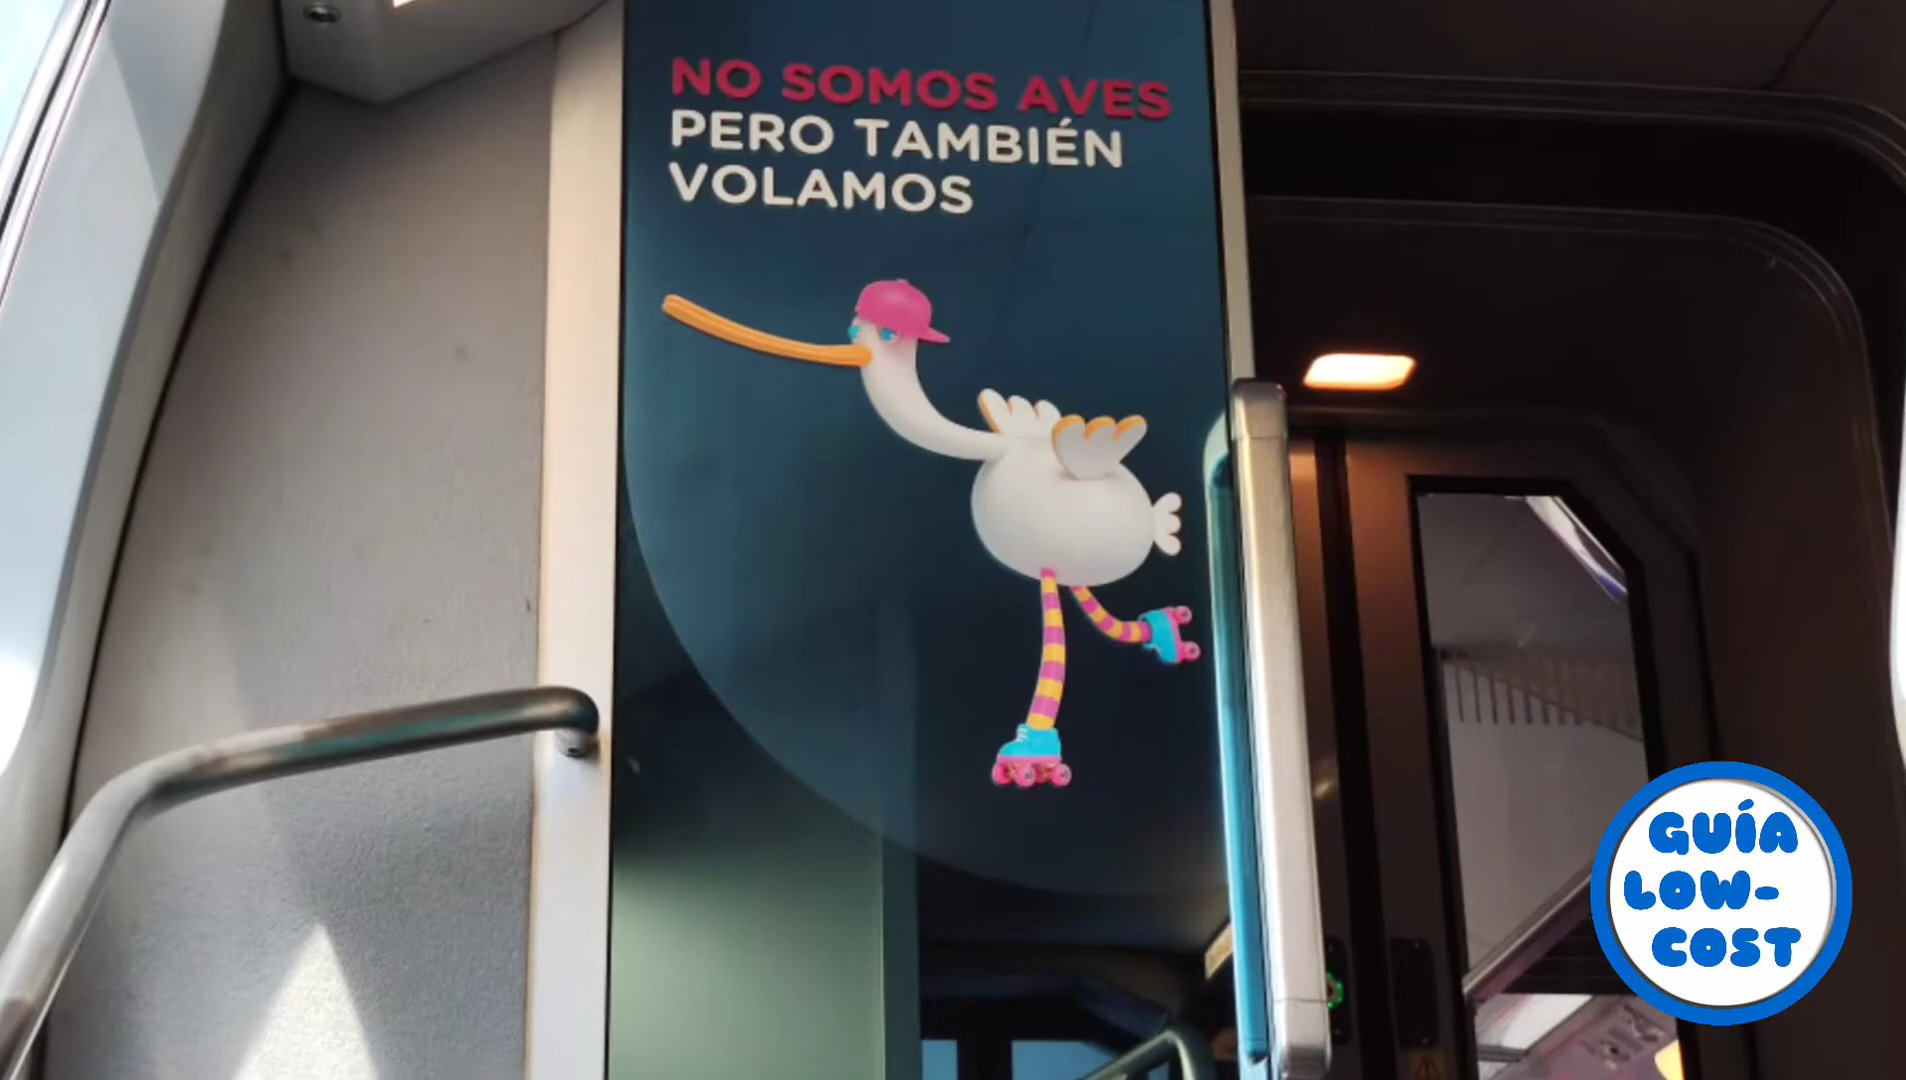 NO SOMOS AVES
PERO TAMBIÉN
VOLAMOS
GUÍA
LOW-
COST